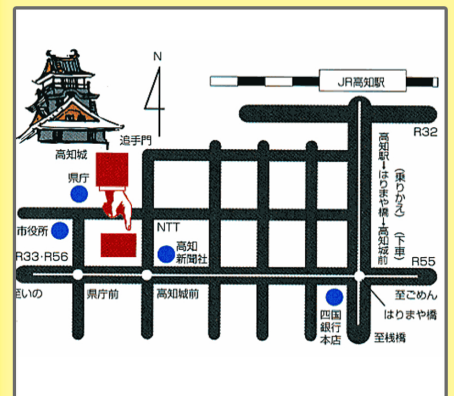 N
JR高知駅
追手門
R32
高知城
県庁
高知駅→はりまや橋→高知城前
(乗りかえ)
(下車)
NTT
市役所
高知
新聞社
R33・R56
R55
至いの
県庁前
高知城前
至ごめん
四国
銀行
本店
はりまや橋
至桟橋